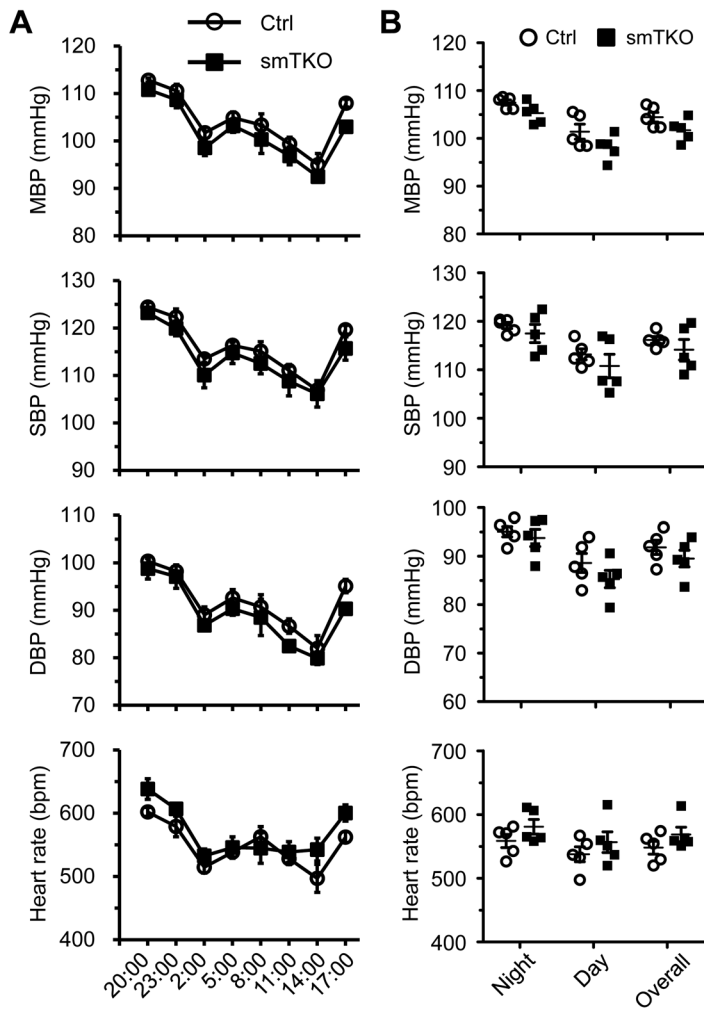 A
Ctrl
smTKO
MBP (mmHg)
120
110
100
90
80
SBP (mmHg)
130
120
110
100
90
DBP (mmHg)
110
100
90
80
70
Heart rate (bpm)
700
600
500
400
20:00
23:00
2:00
5:00
8:00
11:00
14:00
17:00
B
Ctrl smTKO
MBP (mmHg)
120
110
100
90
80
SBP (mmHg)
130
120
110
100
90
DBP (mmHg)
100
90
80
70
60
Heart rate (bpm)
700
600
500
400
Night
Day
Overall